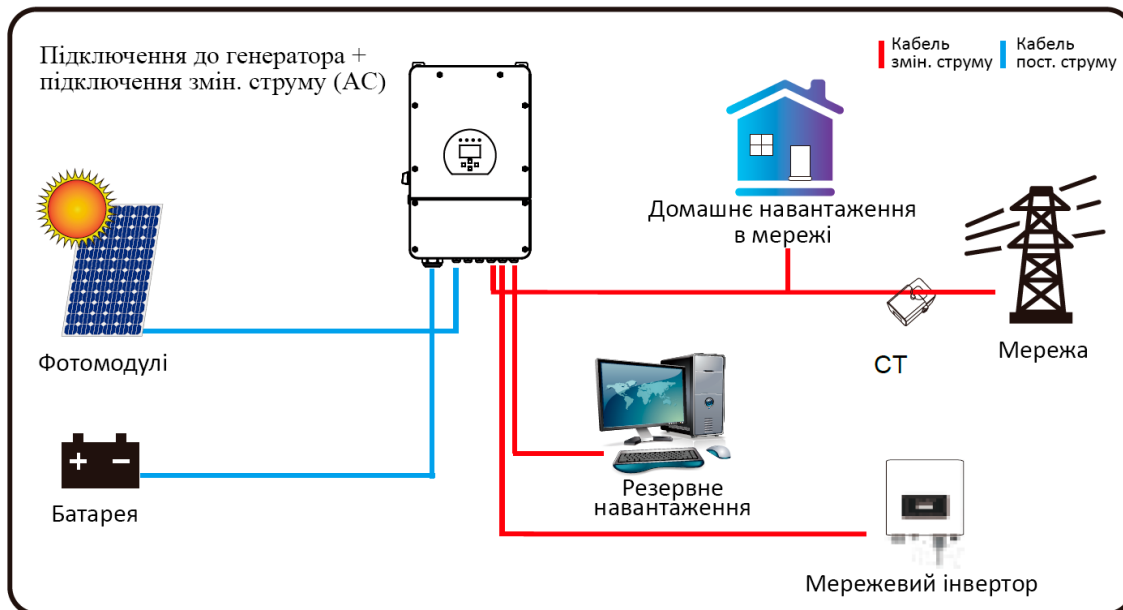 Підключення до генератора +
підключення змін. струму (AC)
Кабель
змін. струму
Кабель
пост. струму
Домашнє навантаження
в мережі
Фотомодулі
СТ
Мережа
+ −
Батарея
Резервне
навантаження
Мережевий інвертор